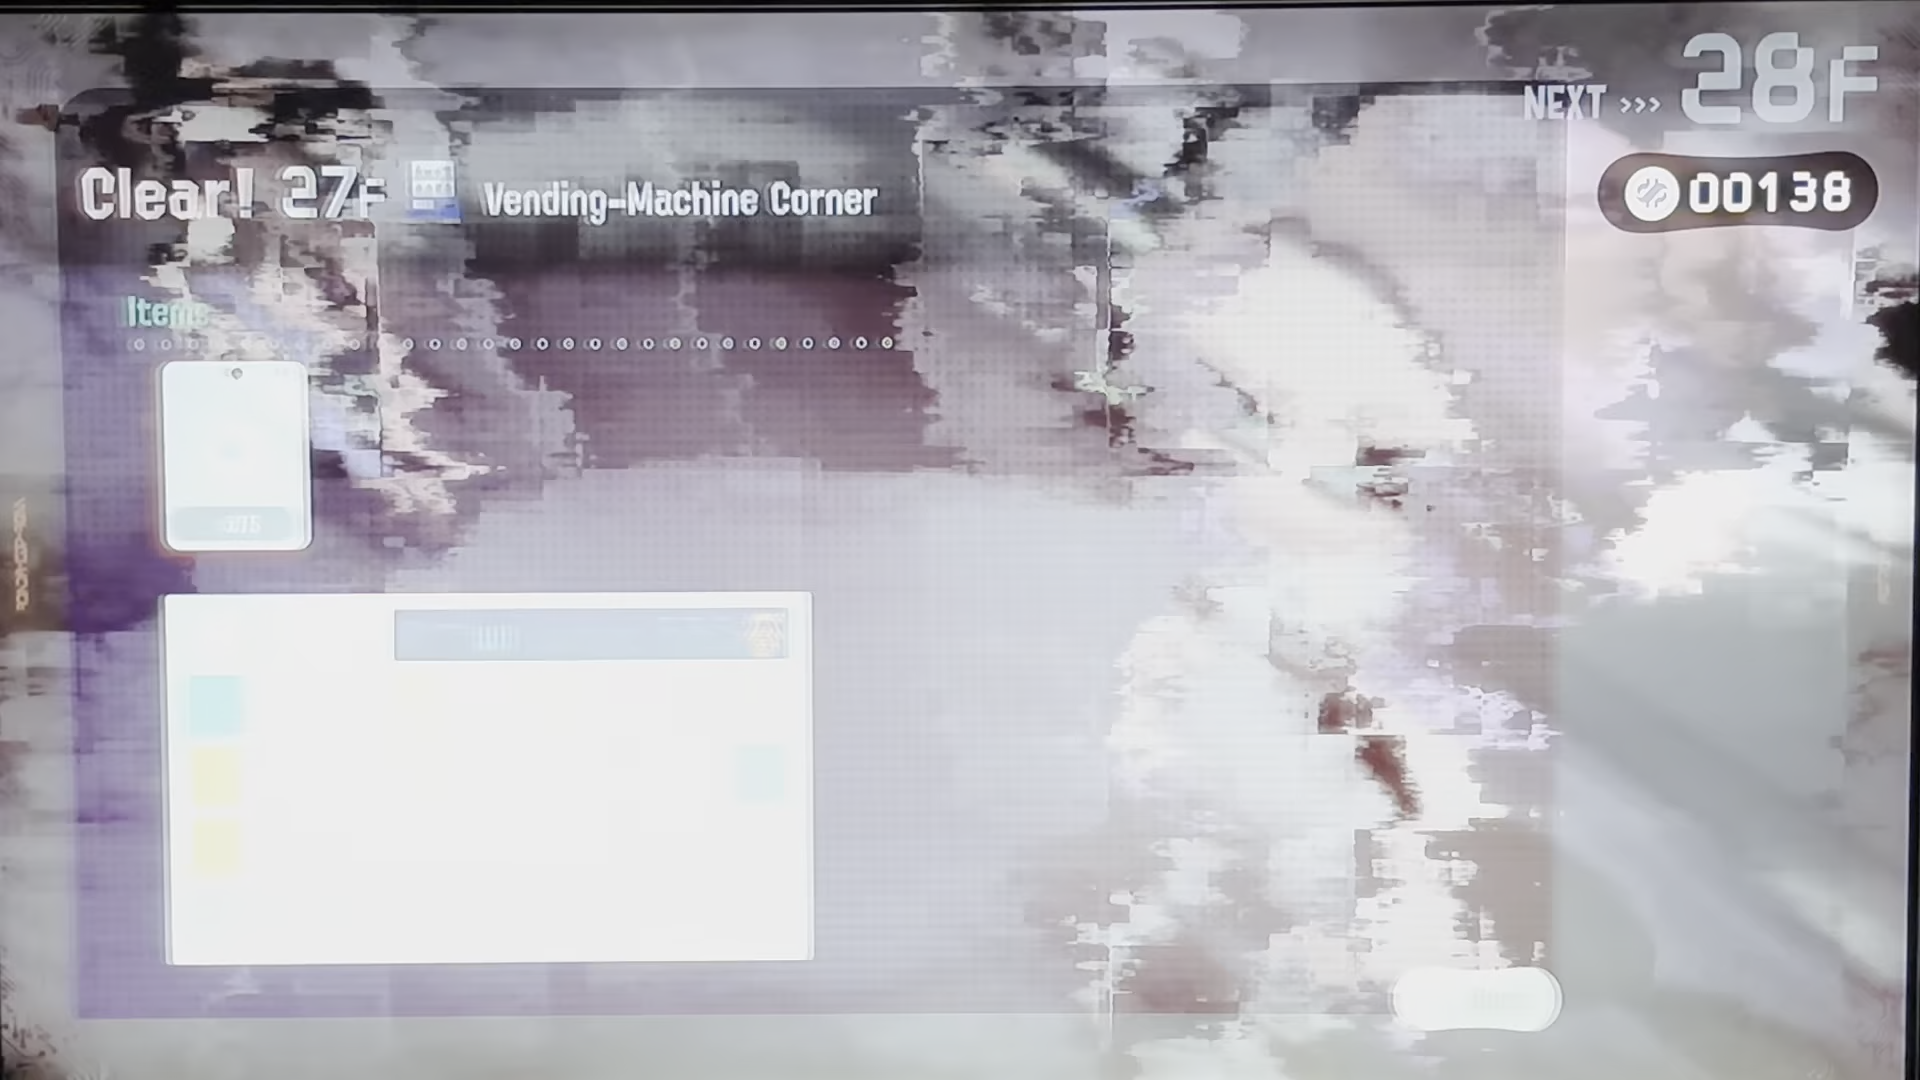 28F
NEXT >>>
Clear! 27F Vending-Machine Corner
00138
Items